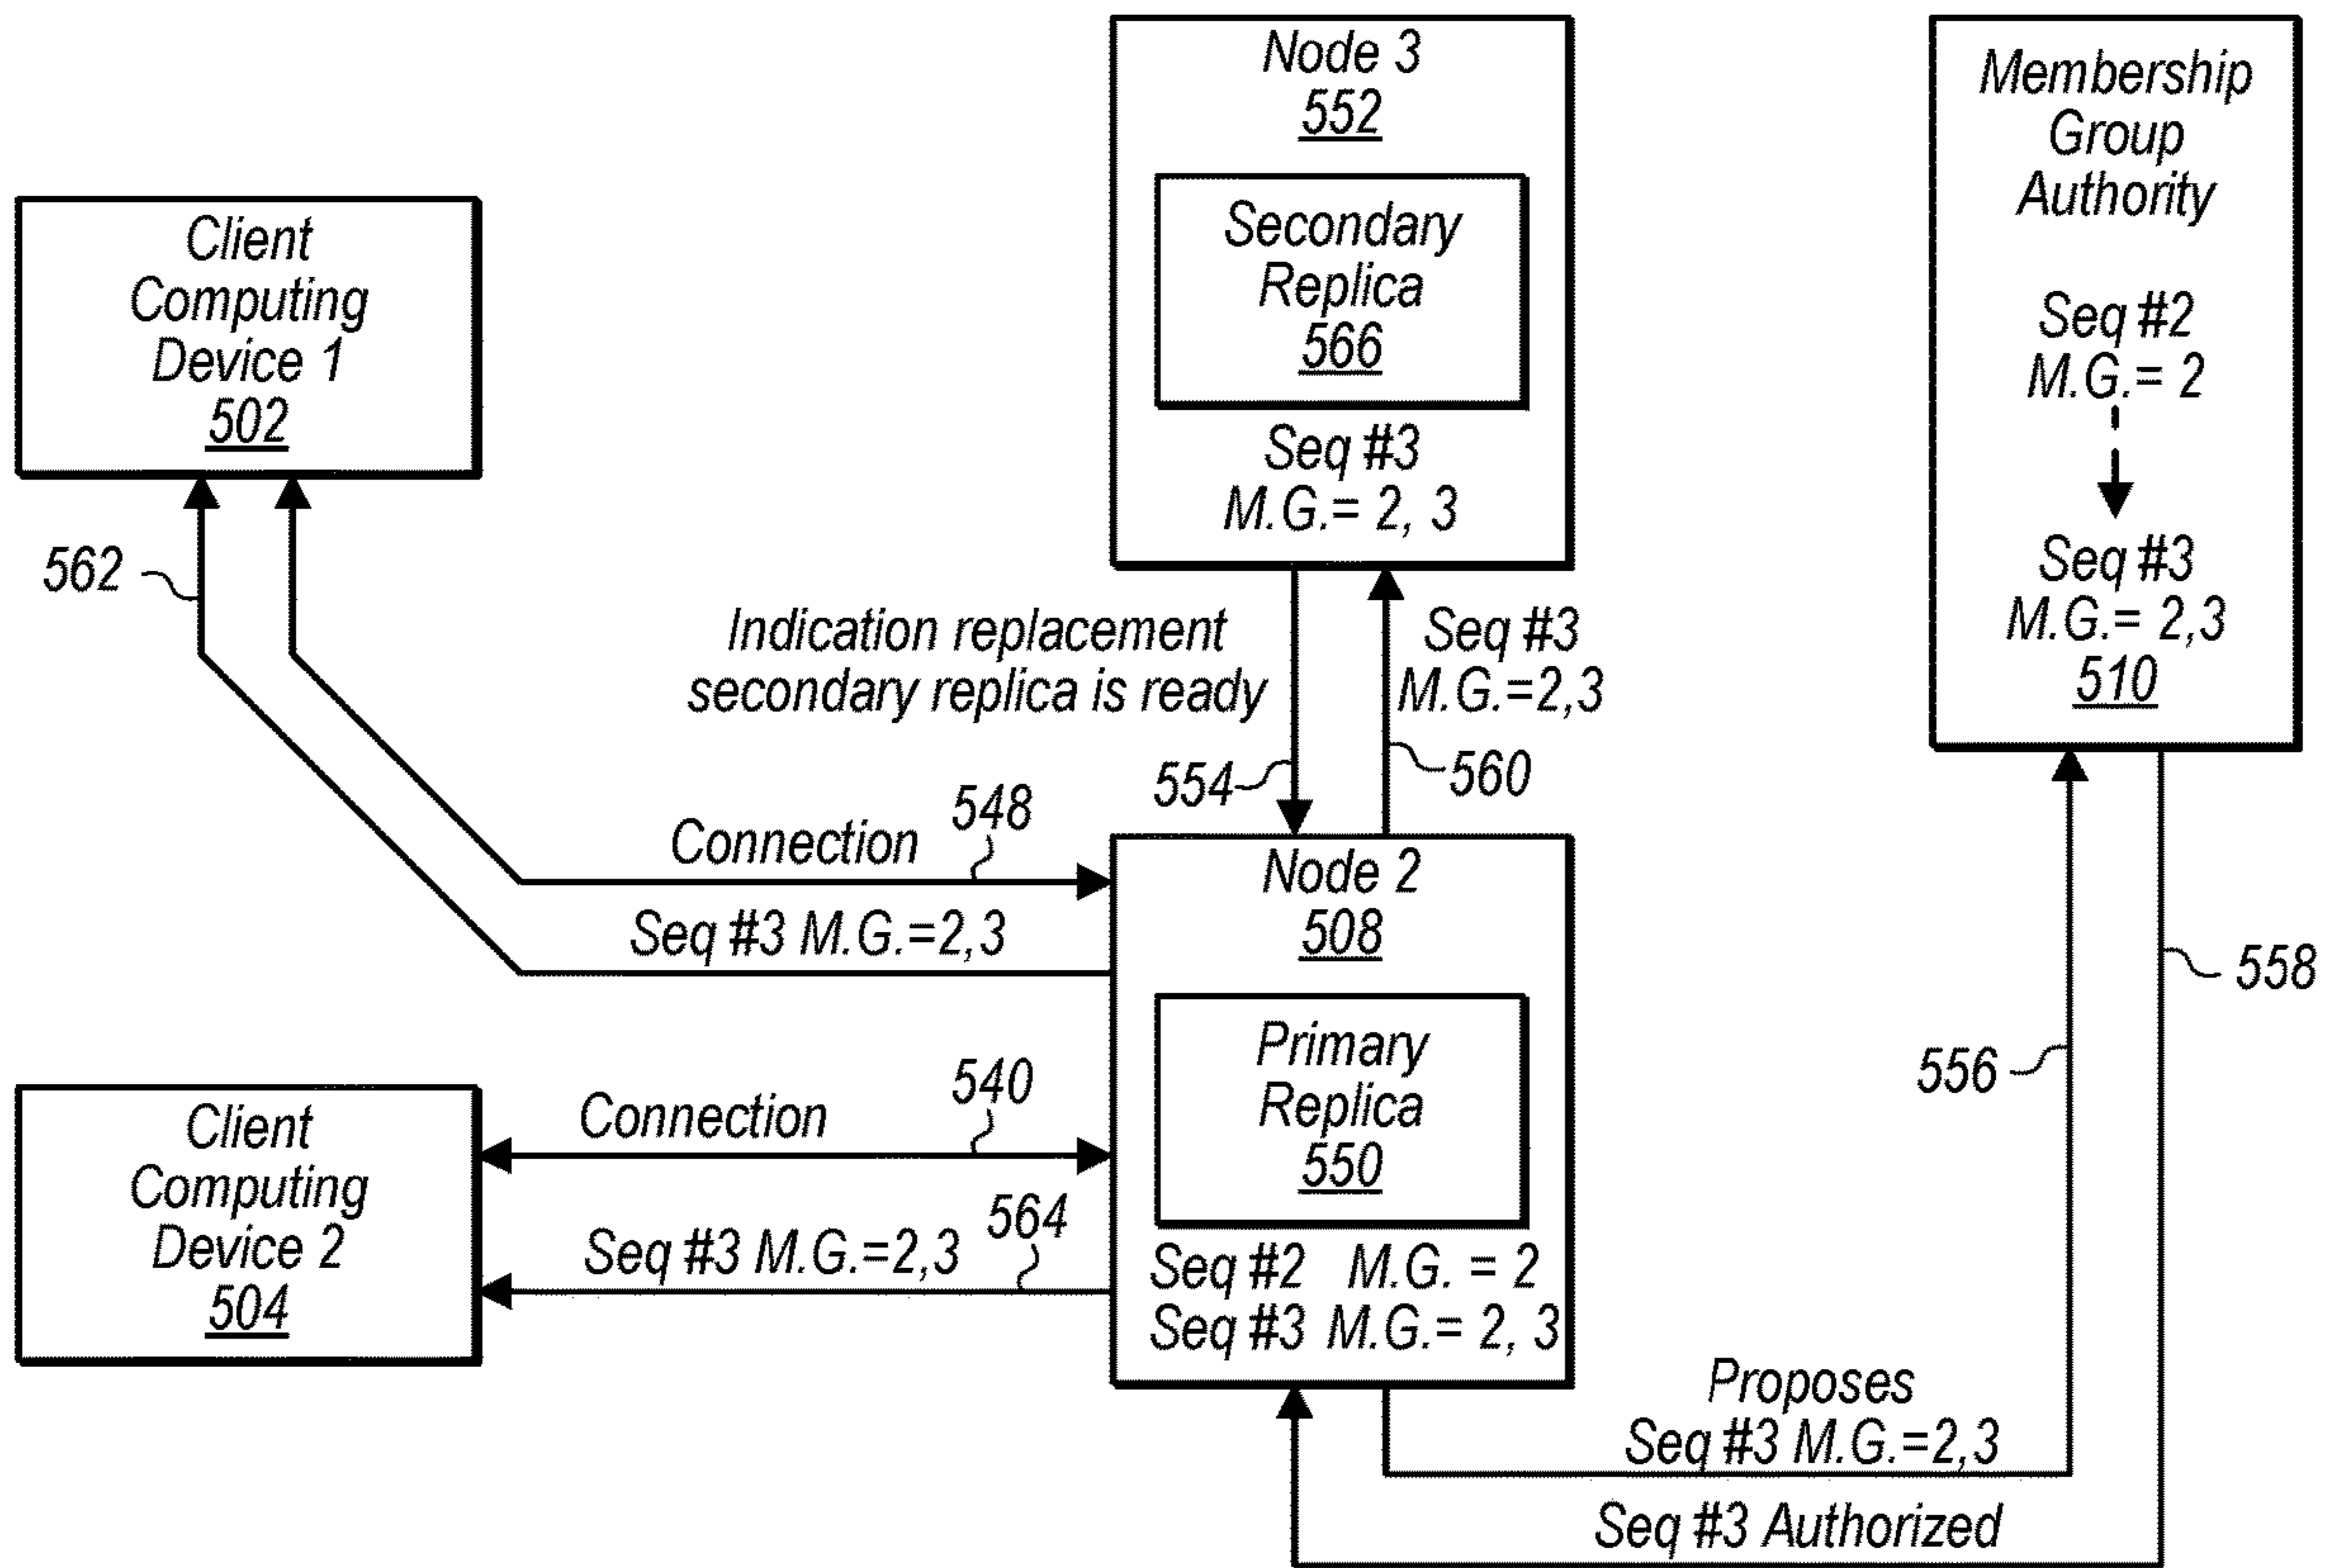 Node 3
552
Secondary
Replica
566
Seq #3
M.G.= 2, 3
Membership
Group
Authority
Seq #2
M.G.= 2
Seq #3
M.G.= 2,3
510
Client
Computing
Device 1
502
562
Indication replacement
secondary replica is ready
554
Seq #3
M.G.=2,3
560
Connection
548
Seq #3 M.G.=2,3
Node 2
508
Primary
Replica
550
Seq #2 M.G. = 2
Seq #3 M.G.= 2, 3
Client
Computing
Device 2
504
Connection
540
Seq #3 M.G.=2,3
564
556
558
Proposes
Seq #3 M.G.=2,3
Seq #3 Authorized